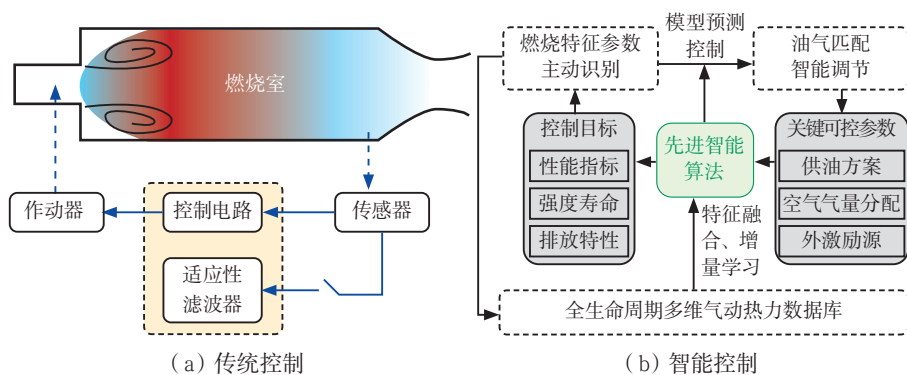 燃烧室
作动器
控制电路
传感器
适应性
滤波器
(a)传统控制
燃烧特征参数
主动识别
模型预测
控制
油气匹配
智能调节
控制目标
性能指标
强度寿命
排放特性
先进智能
算法
关键可控参数
供油方案
空气气量分配
外激励源
特征融
合、增
量学习
全生命周期多维气动热力数据库
(b)智能控制